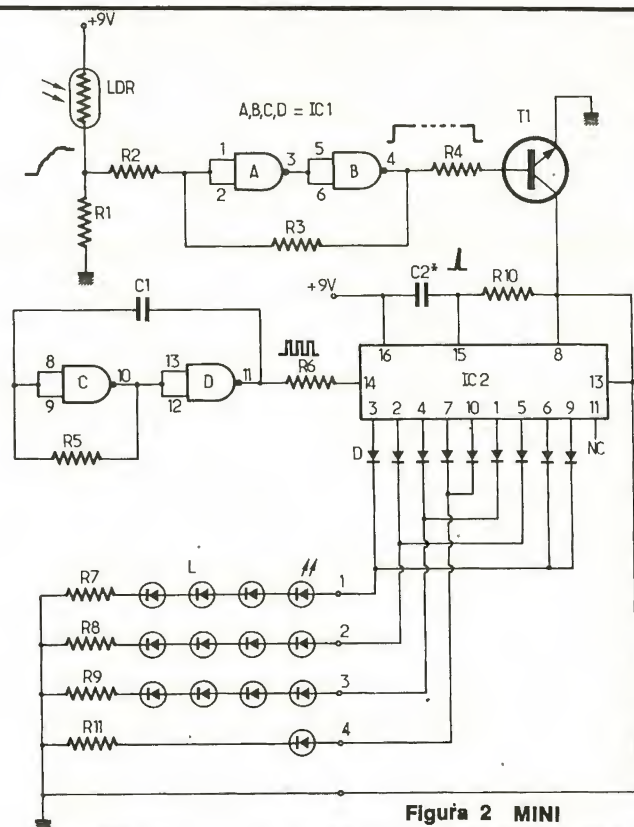 +9V
LDR
A,B,C,D = IC1
T1
R2
1
2
A
3
5
6
B
4
R4
R1
R3
+9V
C2*
R10
C1
16
15
8
8
9
C
10
13
12
D
11
R6
14
IC2
13
3 2 4 7 10 1 5 6 9 11
R5
D
NC
R7
L
1
R8
2
R9
3
R11
4
Figura 2 MINI